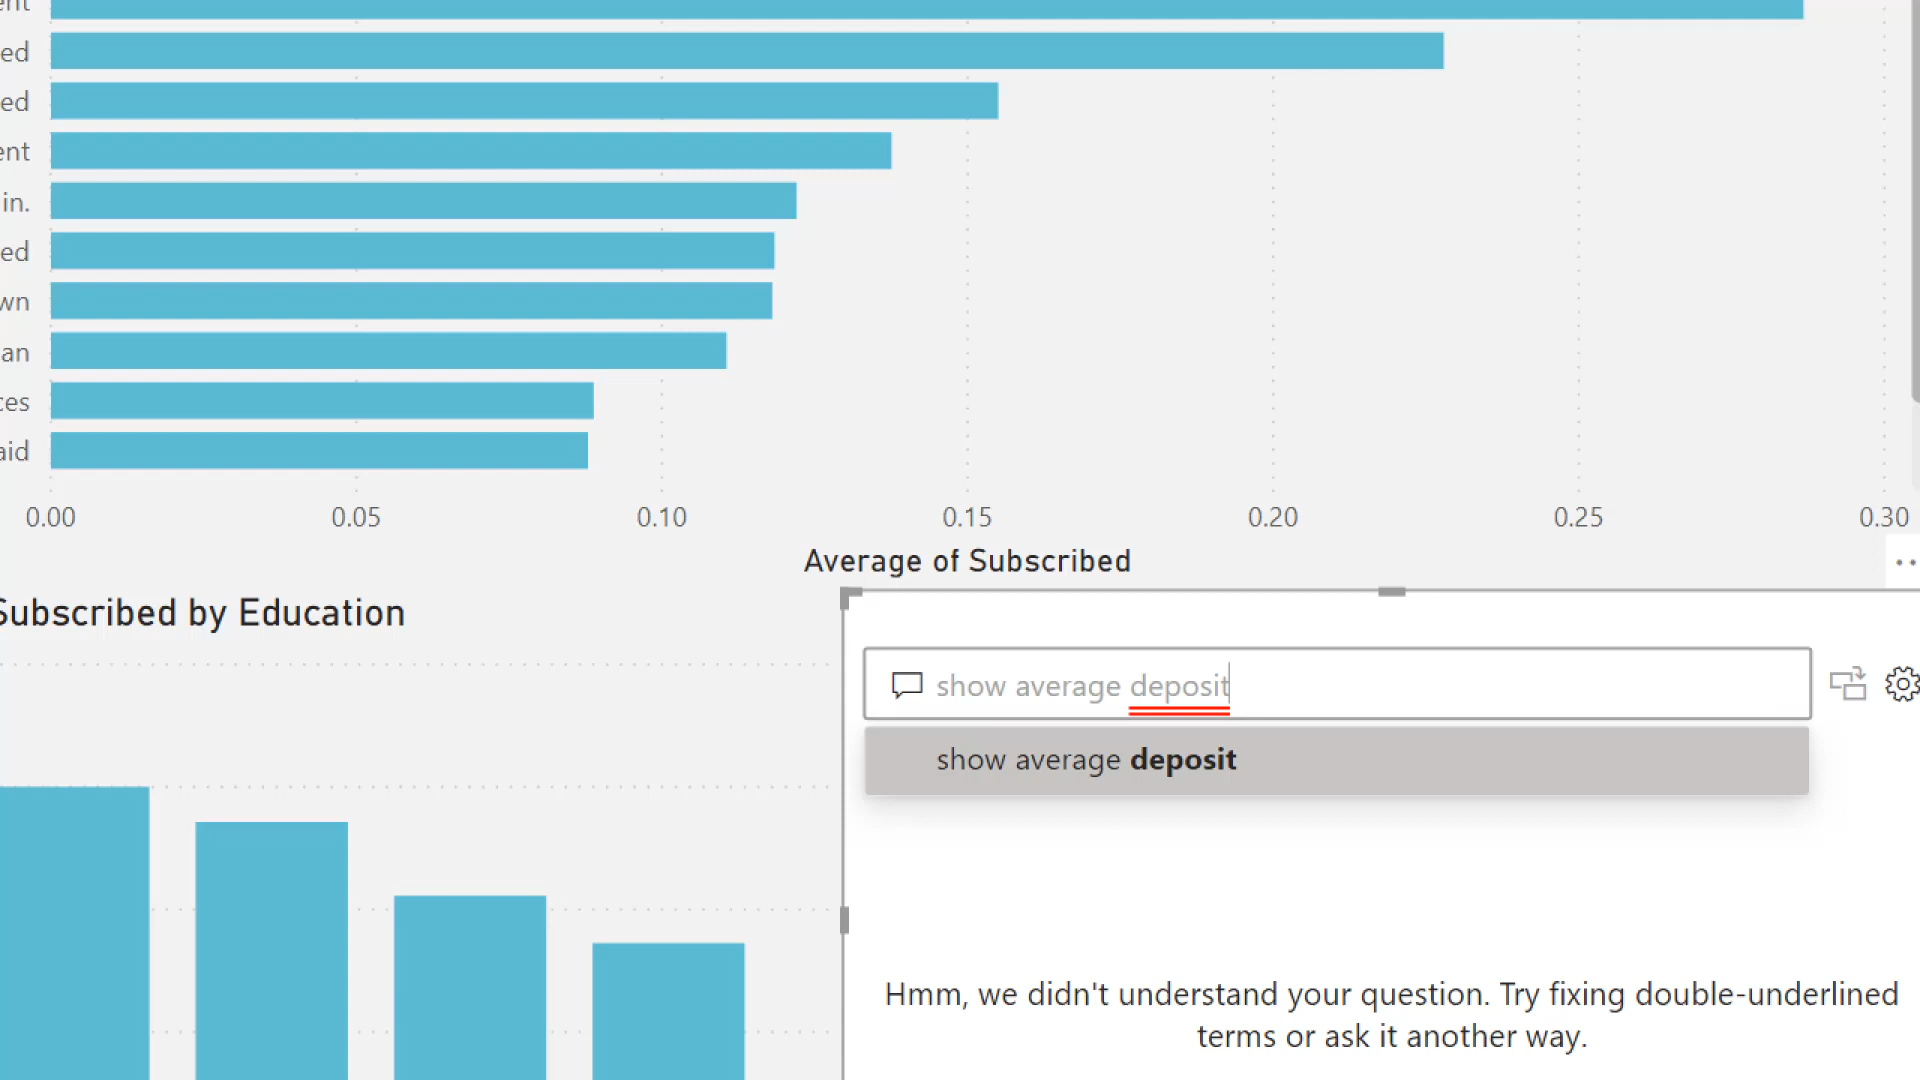 ent
ed
ed
ent
in.
ed
wn
an
ces
aid
0.00 0.05 0.10 0.15 0.20 0.25 0.30
Average of Subscribed
Subscribed by Education
show average deposit
show average deposit
Hmm, we didn't understand your question. Try fixing double-underlined
terms or ask it another way.